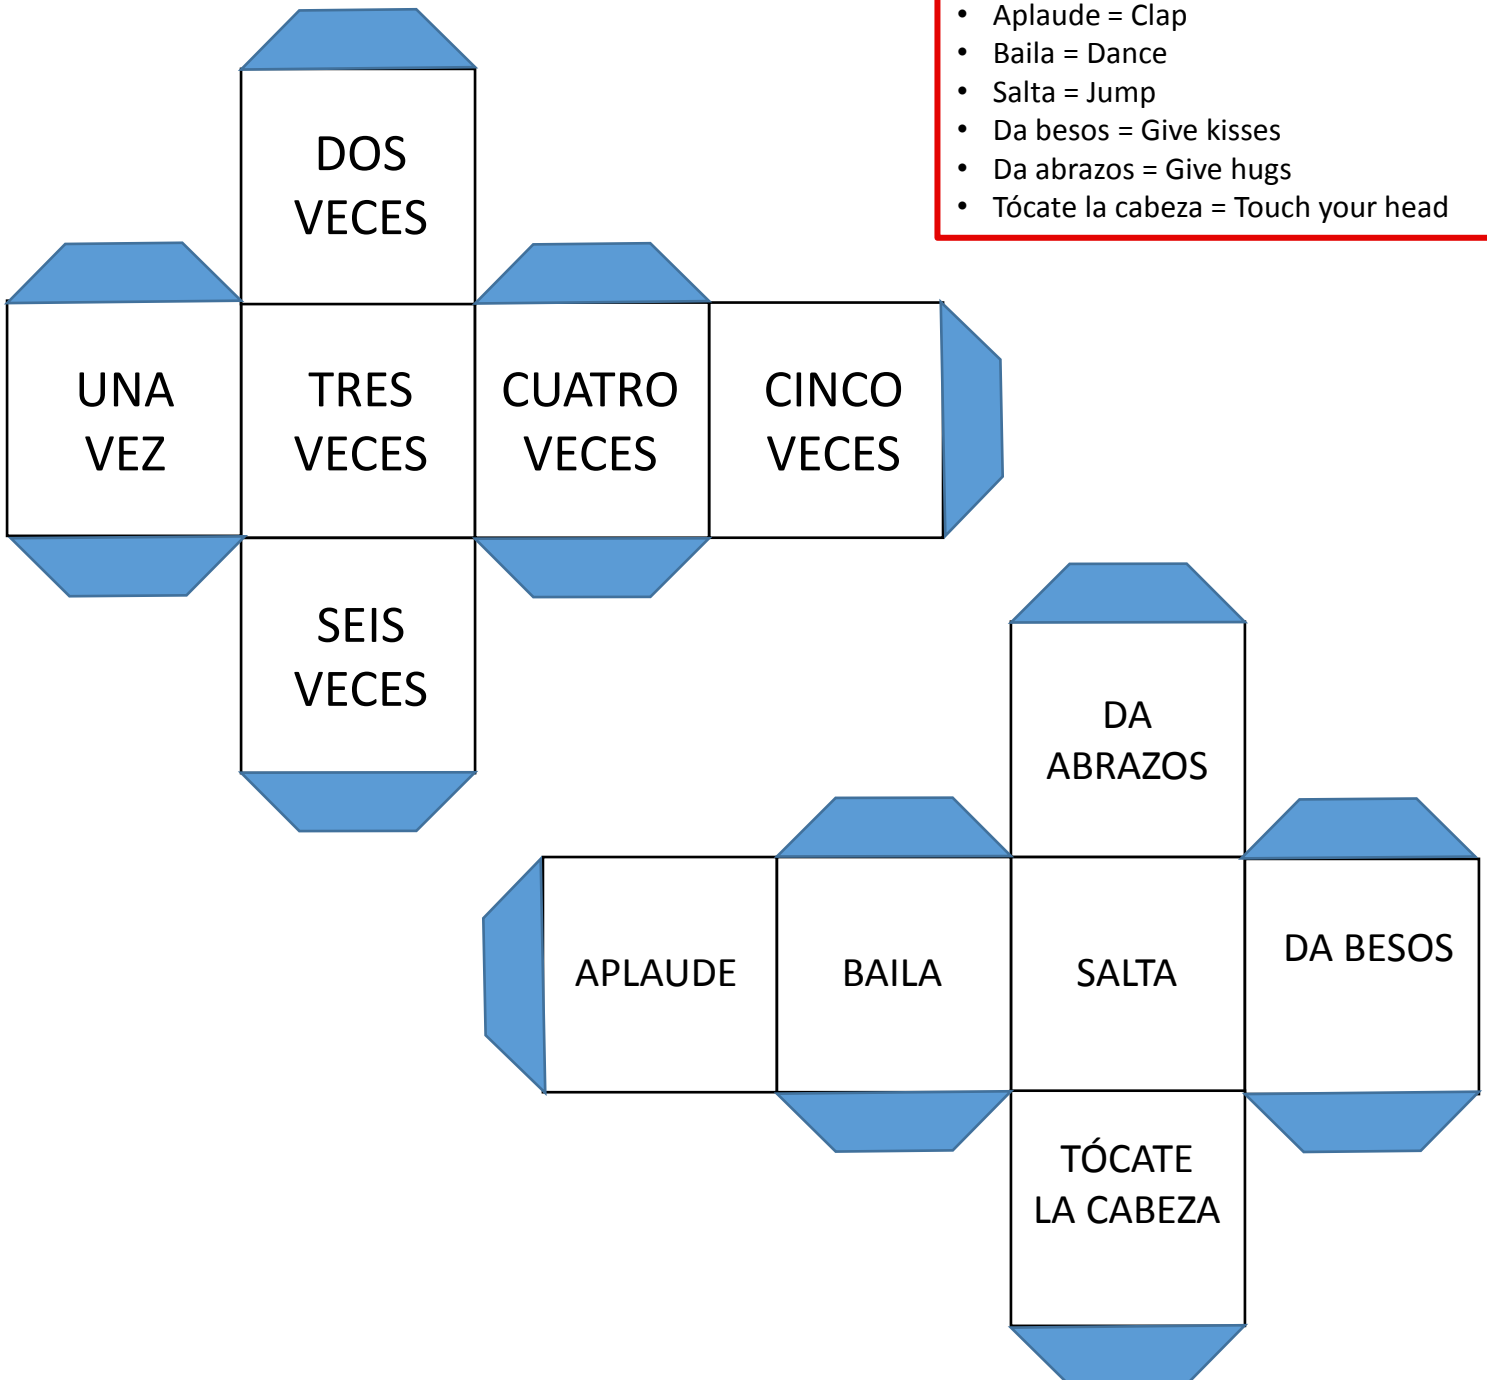 • Aplaude = Clap
• Baila = Dance
• Salta = Jump
• Da besos = Give kisses
• Da abrazos = Give hugs
• Tócate la cabeza = Touch your head
DOS
VECES
UNA
VEZ
TRES
VECES
CUATRO
VECES
CINCO
VECES
SEIS
VECES
DA
ABRAZOS
APLAUDE
BAILA
SALTA
DA BESOS
TÓCATE
LA CABEZA